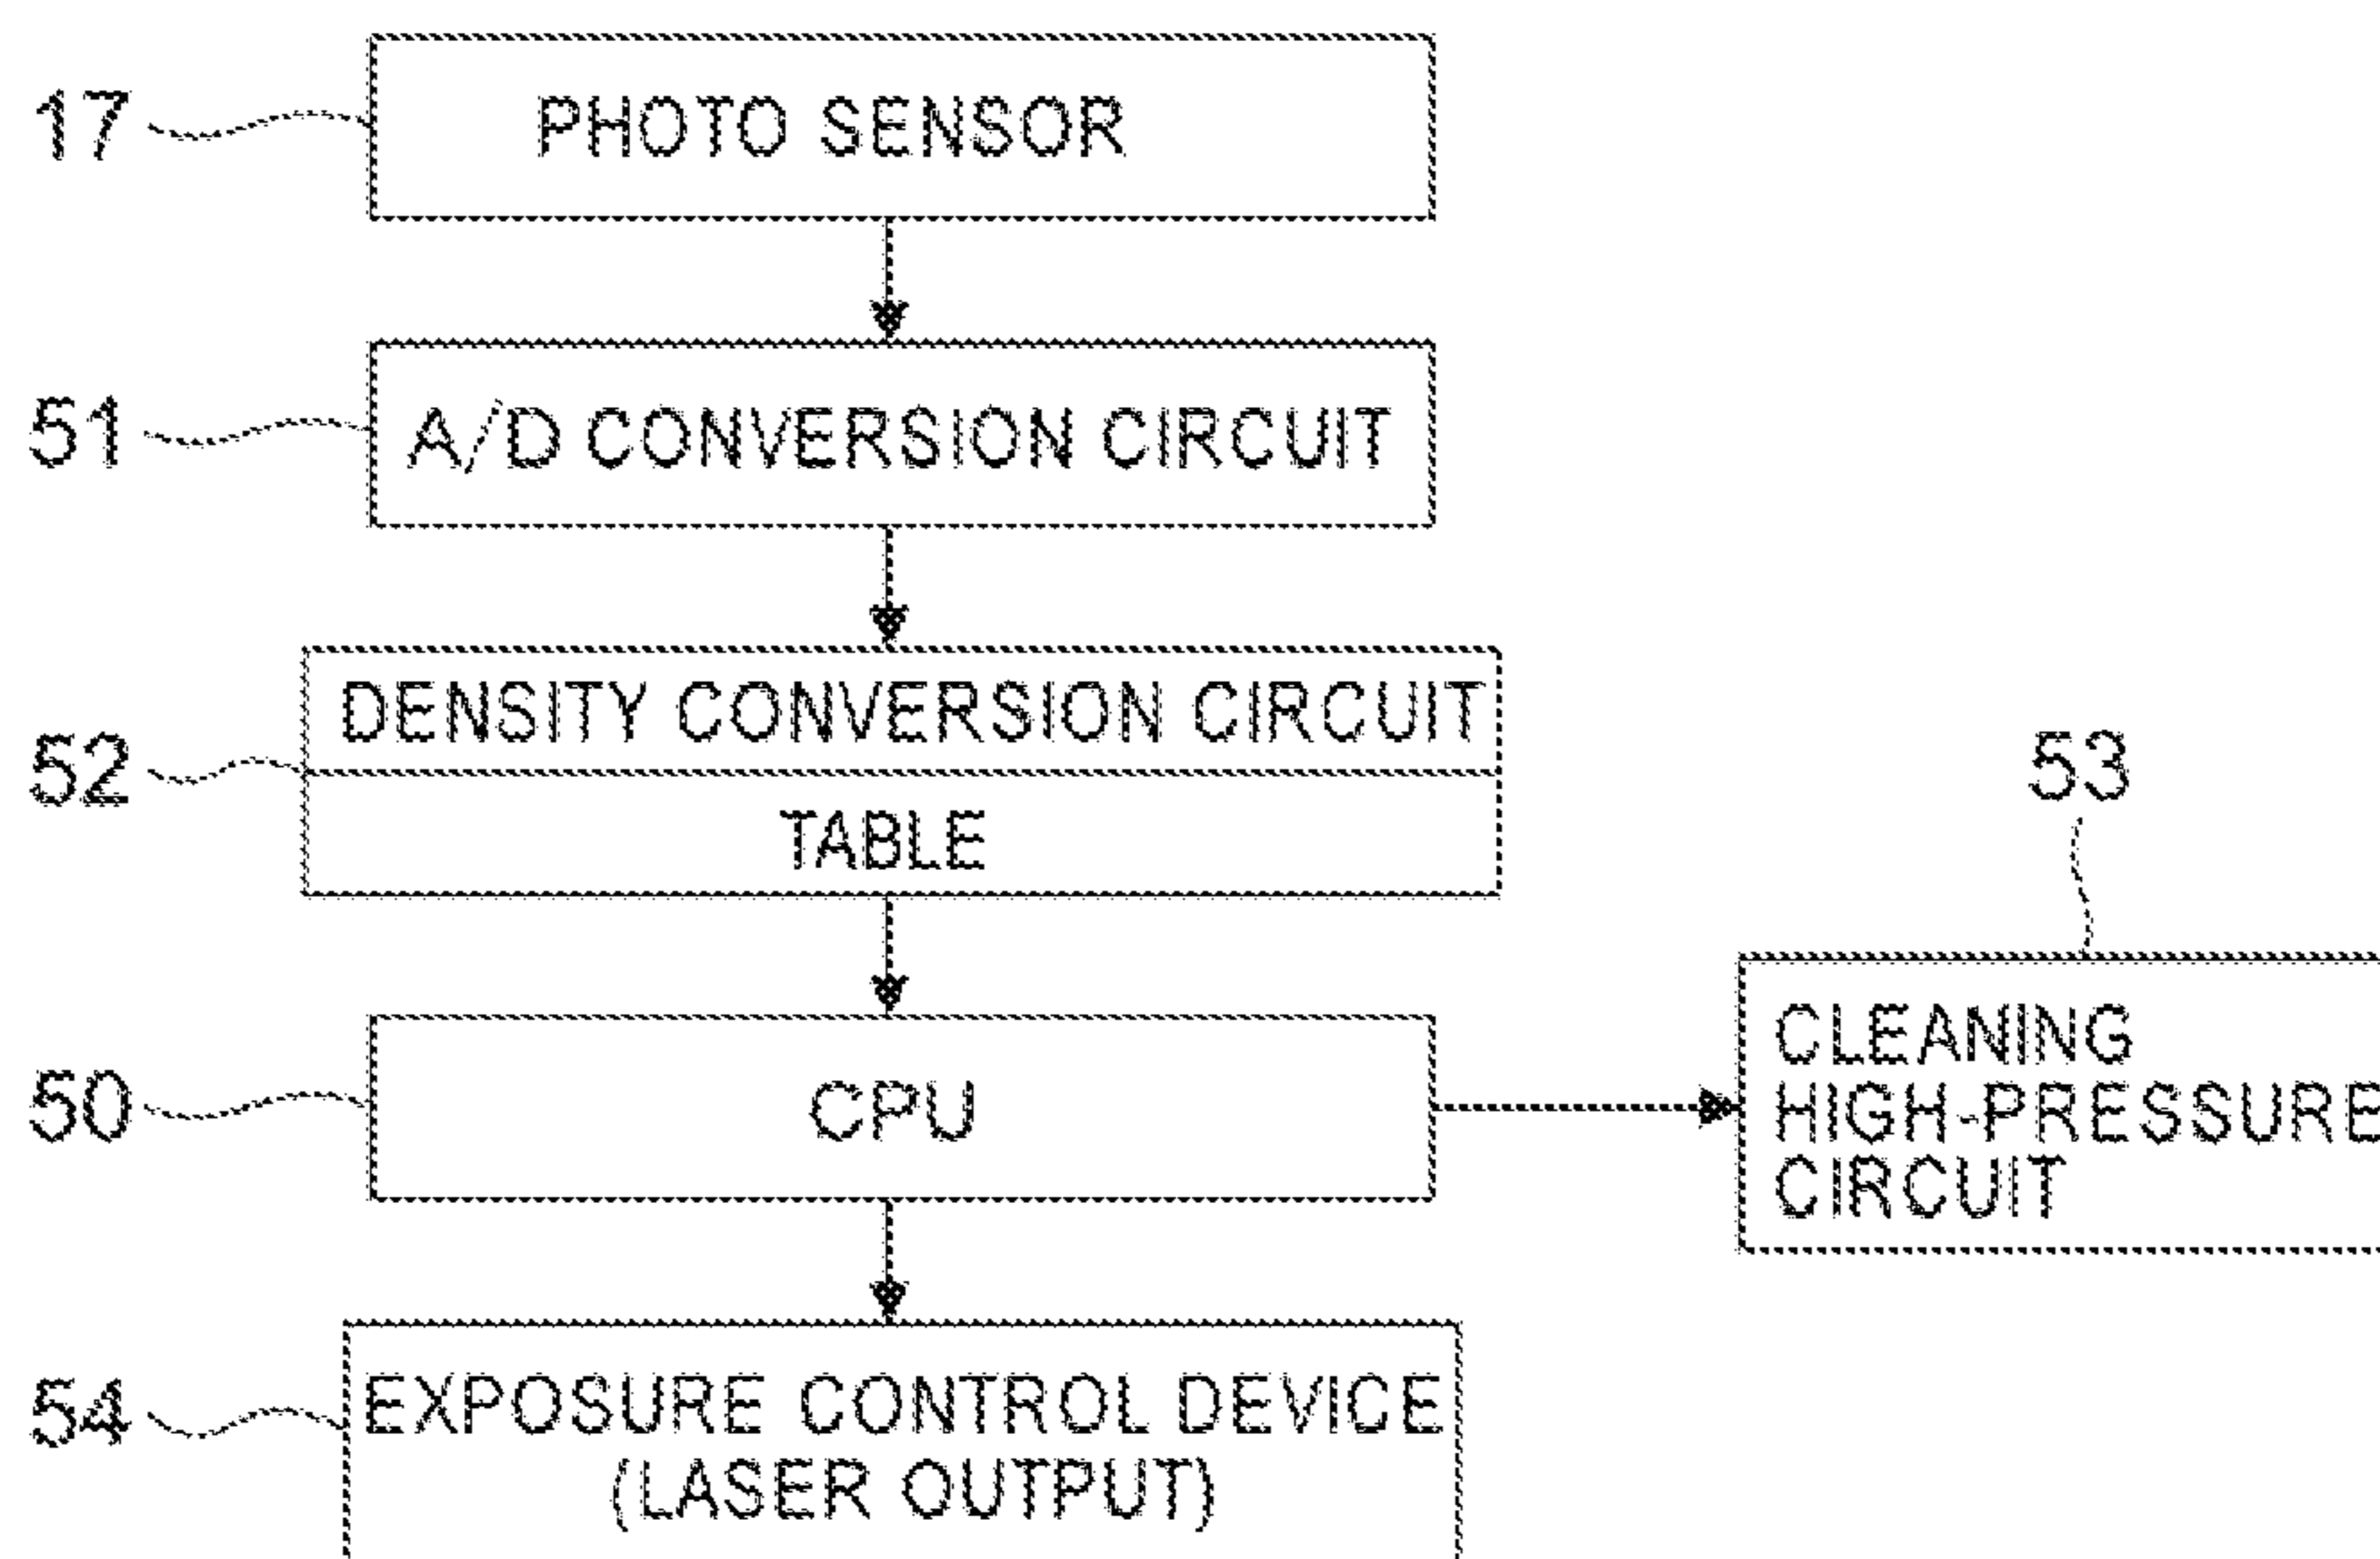 17
PHOTO SENSOR
51
A/D CONVERSION CIRCUIT
52
DENSITY CONVERSION CIRCUIT
TABLE
53
50
CPU
CLEANING
HIGH-PRESSURE
CIRCUIT
54
EXPOSURE CONTROL DEVICE
(LASER OUTPUT)